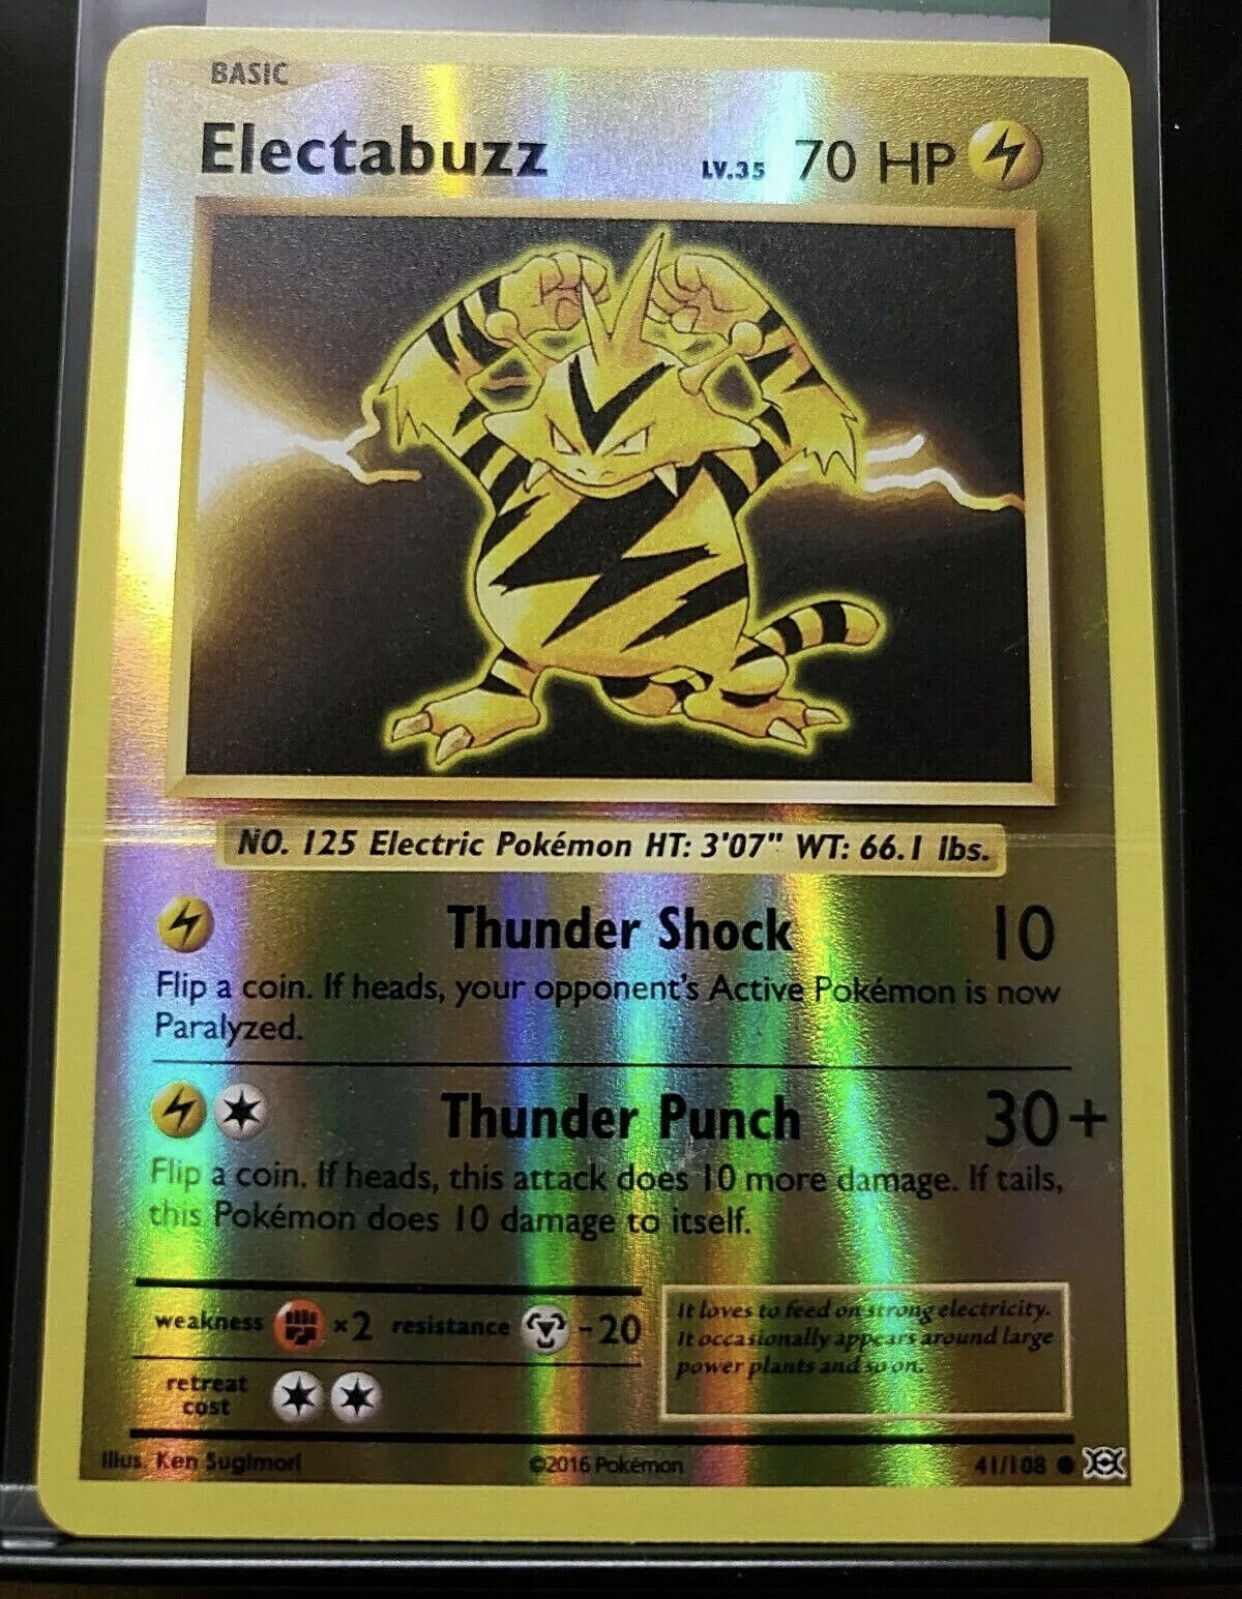 BASIC
Electabuzz LV.35 70 HP
NO. 125 Electric Pokémon HT: 3'07" WT: 66.1 lbs.
Thunder Shock 10
Flip a coin. If heads, your opponent's Active Pokémon is now
Paralyzed.
Thunder Punch 30+
Flip a coin. If heads, this attack does 10 more damage. If tails,
this Pokémon does 10 damage to itself.
weakness ×2 resistance -20
retreat
cost
It loves to feed on strong electricity.
It occasionally appears around large
power plants and so on.
Illus. Ken Sugimori ©2016 Pokémon 41/108